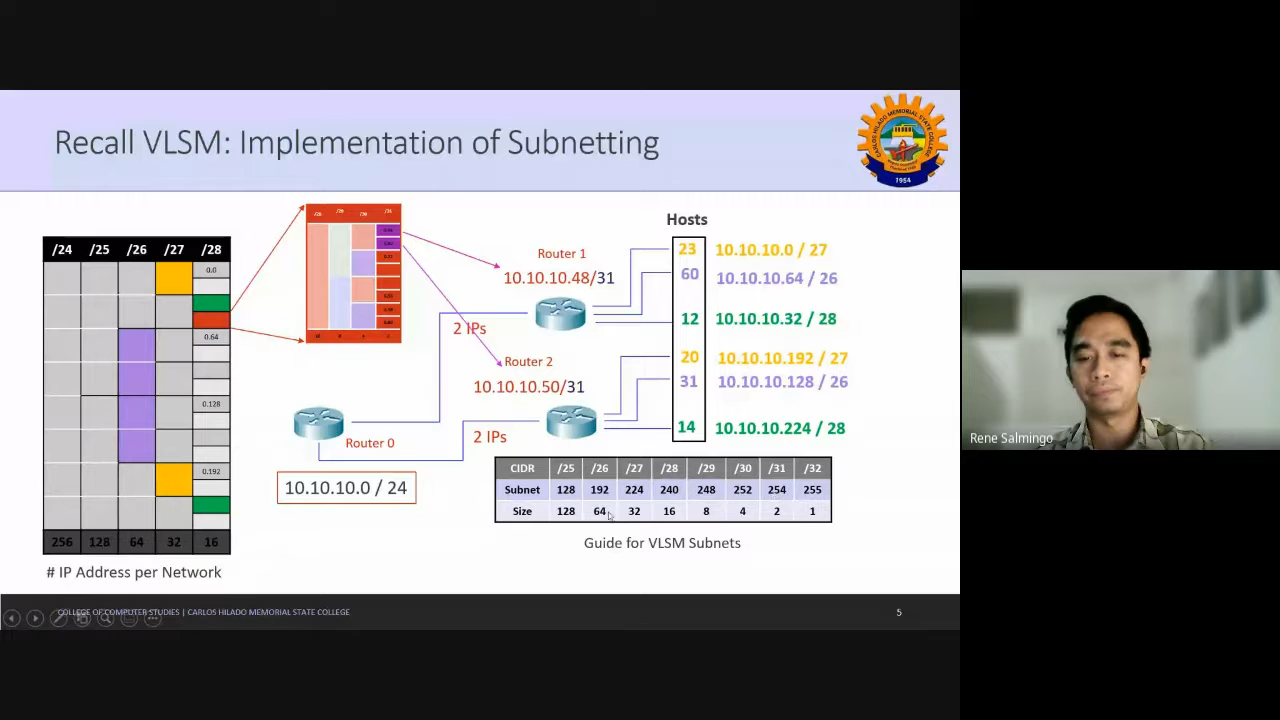 Recall VLSM: Implementation of Subnetting
CARLOS HILADO MEMORIAL STATE COLLEGE
1954
/24 /25 /26 /27 /28
0.0
0.64
0.128
0.192
256 128 64 32 16
# IP Address per Network
Router 1
10.10.10.48/31
2 IPs
Router 2
10.10.10.50/31
2 IPs
Router 0
10.10.10.0 / 24
Hosts
23 10.10.10.0 / 27
60 10.10.10.64 / 26
12 10.10.10.32 / 28
20 10.10.10.192 / 27
31 10.10.10.128 / 26
14 10.10.10.224 / 28
CIDR /25 /26 /27 /28 /29 /30 /31 /32
Subnet 128 192 224 240 248 252 254 255
Size 128 64 32 16 8 4 2 1
Guide for VLSM Subnets
COLLEGE OF COMPUTER STUDIES | CARLOS HILADO MEMORIAL STATE COLLEGE
5
Rene Salmingo